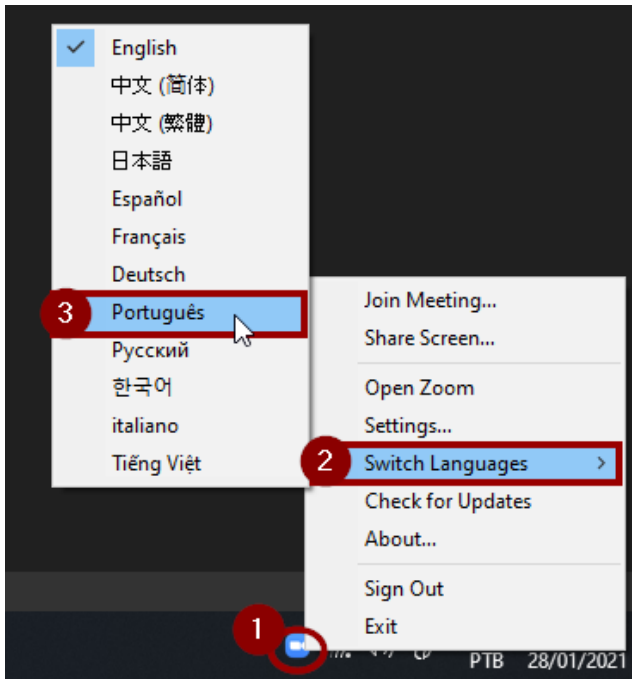 English
中文 (简体)
中文 (繁體)
日本語
Español
Français
Deutsch
3 Português
Русский
한국어
italiano
Tiếng Việt
Join Meeting...
Share Screen...
Open Zoom
Settings...
2 Switch Languages
Check for Updates
About...
Sign Out
Exit
1
PTB 28/01/2021